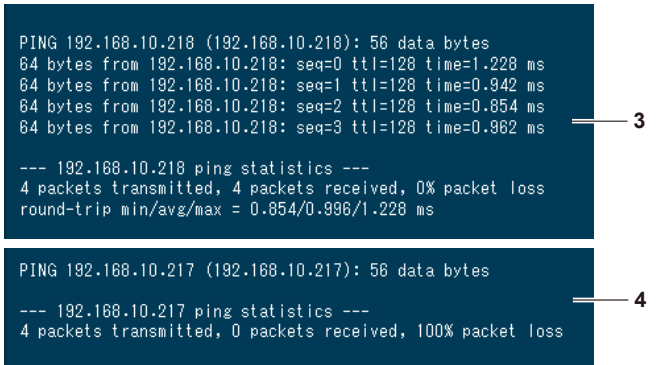 PING 192.168.10.218 (192.168.10.218): 56 data bytes
64 bytes from 192.168.10.218: seq=0 ttl=128 time=1.228 ms
64 bytes from 192.168.10.218: seq=1 ttl=128 time=0.942 ms
64 bytes from 192.168.10.218: seq=2 ttl=128 time=0.854 ms
64 bytes from 192.168.10.218: seq=3 ttl=128 time=0.962 ms
3
--- 192.168.10.218 ping statistics ---
4 packets transmitted, 4 packets received, 0% packet loss
round-trip min/avg/max = 0.854/0.996/1.228 ms
PING 192.168.10.217 (192.168.10.217): 56 data bytes
4
--- 192.168.10.217 ping statistics ---
4 packets transmitted, 0 packets received, 100% packet loss